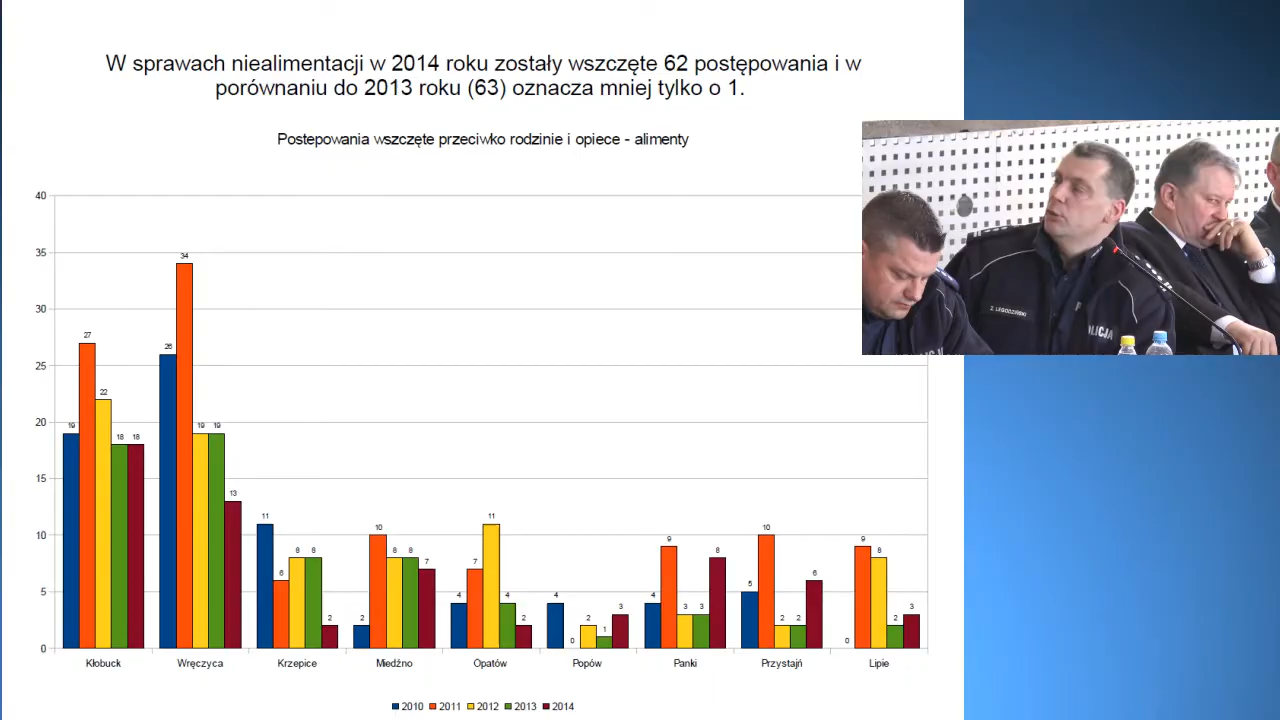 W sprawach niealimentacji w 2014 roku zostały wszczęte 62 postępowania i w
porównaniu do 2013 roku (63) oznacza mniej tylko o 1.
Postepowania wszczęte przeciwko rodzinie i opiece - alimenty
40
35
30
25
20
15
10
5
0
19 27 22 18 18
26 34 19 19 13
11 6 8 8 2
2 10 8 8 7
4 7 11 4 2
4 0 2 1 3
4 9 3 3 8
5 10 2 2 6
0 9 8 2 3
Kłobuck Wręczyca Krzepice Miedźno Opatów Popów Panki Przystajń Lipie
2010 2011 2012 2013 2014